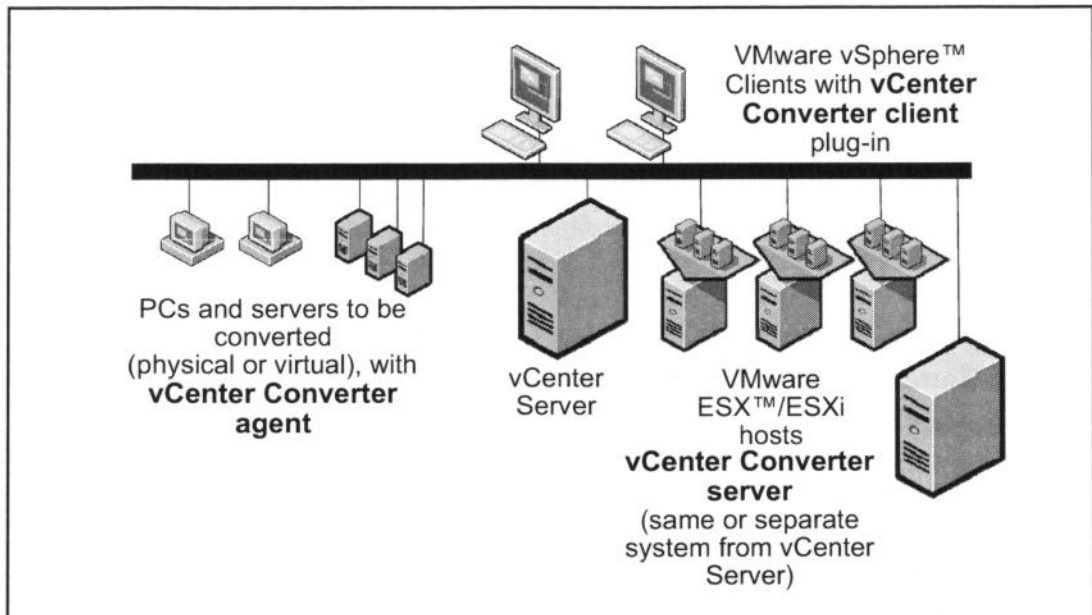 VMware vSphere™
Clients with vCenter
Converter client
plug-in
PCs and servers to be
converted
(physical or virtual), with
vCenter Converter
agent
vCenter
Server
VMware
ESX™/ESXi
hosts
vCenter Converter
server
(same or separate
system from vCenter
Server)